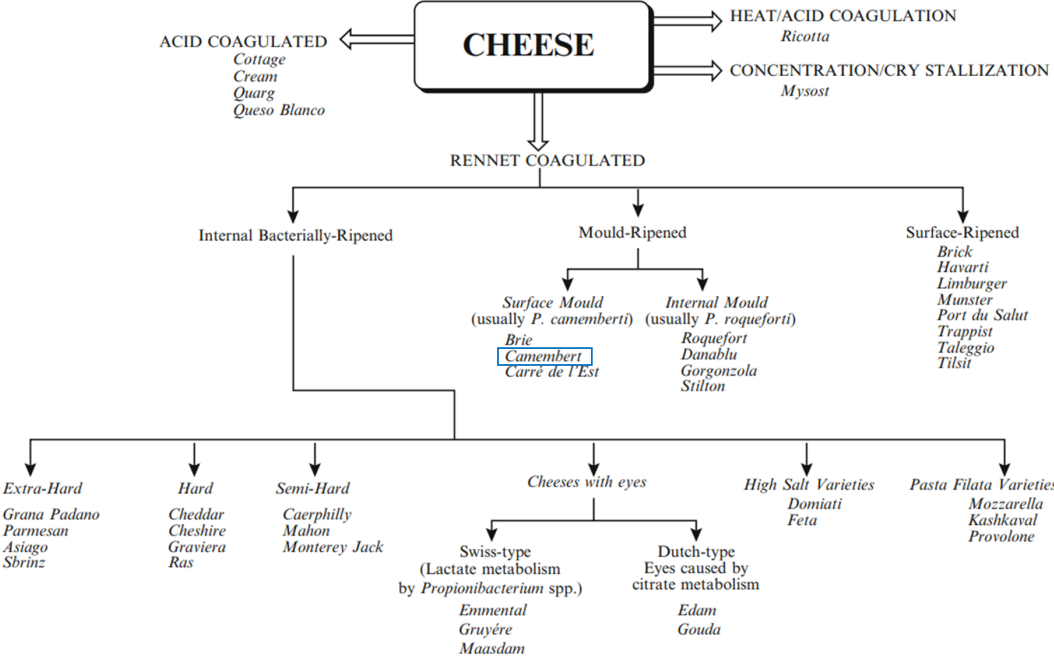 CHEESE
ACID COAGULATED
Cottage
Cream
Quarg
Queso Blanco
HEAT/ACID COAGULATION
Ricotta
CONCENTRATION/CRY STALLIZATION
Mysost
RENNET COAGULATED
Internal Bacterially-Ripened
Mould-Ripened
Surface Mould
(usually P. camemberti)
Brie
Camembert
Carré de l'Est
Internal Mould
(usually P. roqueforti)
Roquefort
Danablu
Gorgonzola
Stilton
Surface-Ripened
Brick
Havarti
Limburger
Munster
Port du Salut
Trappist
Taleggio
Tilsit
Extra-Hard
Grana Padano
Parmesan
Asiago
Sbrinz
Hard
Cheddar
Cheshire
Graviera
Ras
Semi-Hard
Caerphilly
Mahon
Monterey Jack
Cheeses with eyes
Swiss-type
(Lactate metabolism
by Propionibacterium spp.)
Emmental
Gruyére
Maasdam
Dutch-type
Eyes caused by
citrate metabolism
Edam
Gouda
High Salt Varieties
Domiati
Feta
Pasta Filata Varieties
Mozzarella
Kashkaval
Provolone